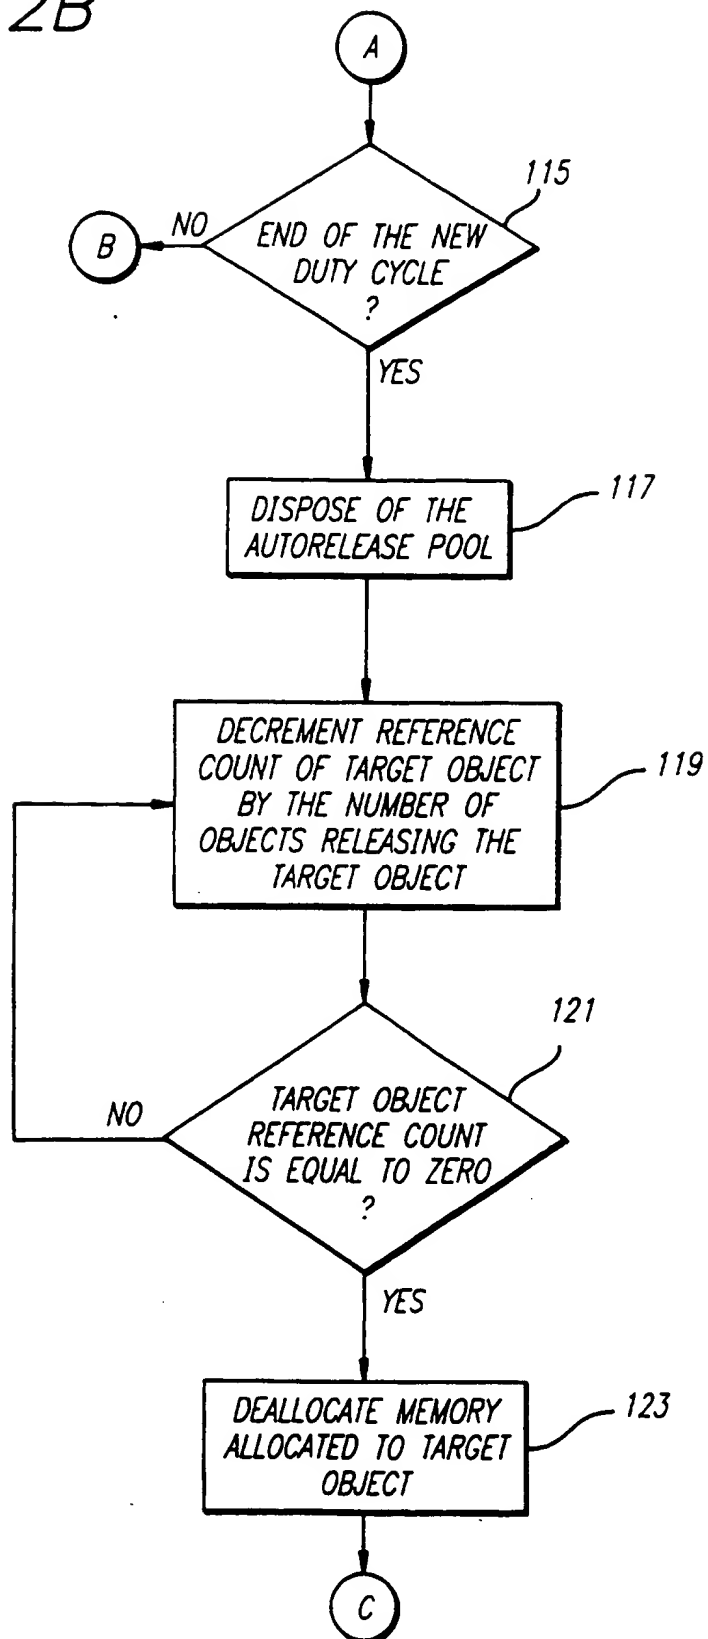 2B
A
115
NO
B
END OF THE NEW
DUTY CYCLE
?
YES
117
DISPOSE OF THE
AUTORELEASE POOL
DECREMENT REFERENCE
COUNT OF TARGET OBJECT
BY THE NUMBER OF
OBJECTS RELEASING THE
TARGET OBJECT
119
121
TARGET OBJECT
REFERENCE COUNT
IS EQUAL TO ZERO
?
NO
YES
DEALLOCATE MEMORY
ALLOCATED TO TARGET
OBJECT
123
C